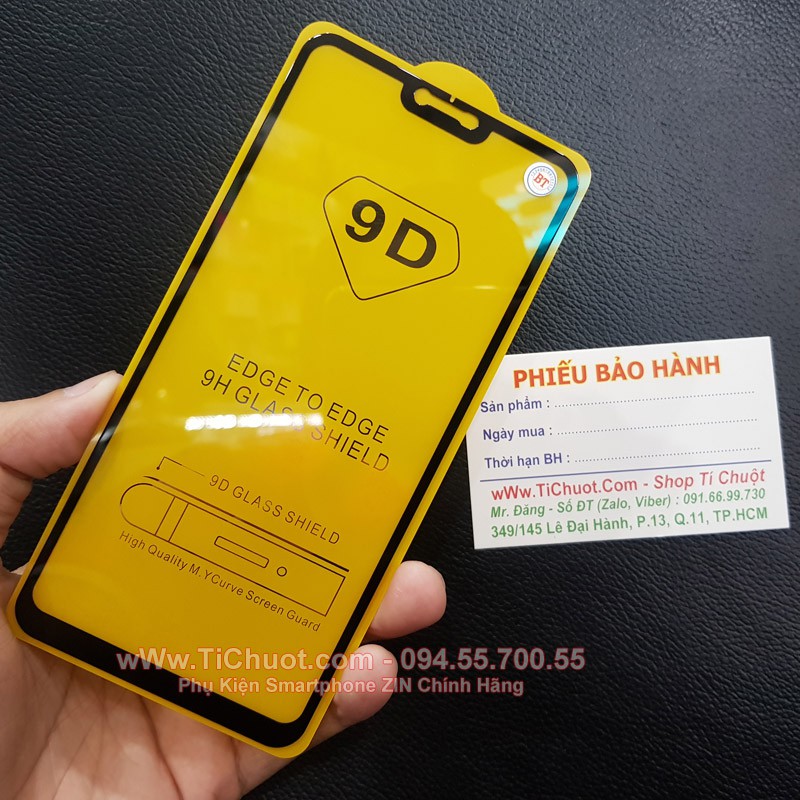 BT
9D
EDGE TO EDGE
9H GLASS SHIELD
9D GLASS SHIELD
High Quality M.YCurve Screen Guard
PHIẾU BẢO HÀNH
Sản phẩm : ................................
Ngày mua : ................................
Thời hạn BH : ................................
wWw.TiChuot.Com - Shop Tí Chuột
Mr. Đăng - Số ĐT (Zalo, Viber) : 091.66.99.730
349/145 Lê Đại Hành, P.13, Q.11, TP.HCM
wWw.TiChuot.com - 094.55.700.55
Phụ Kiện Smartphone ZIN Chính Hãng